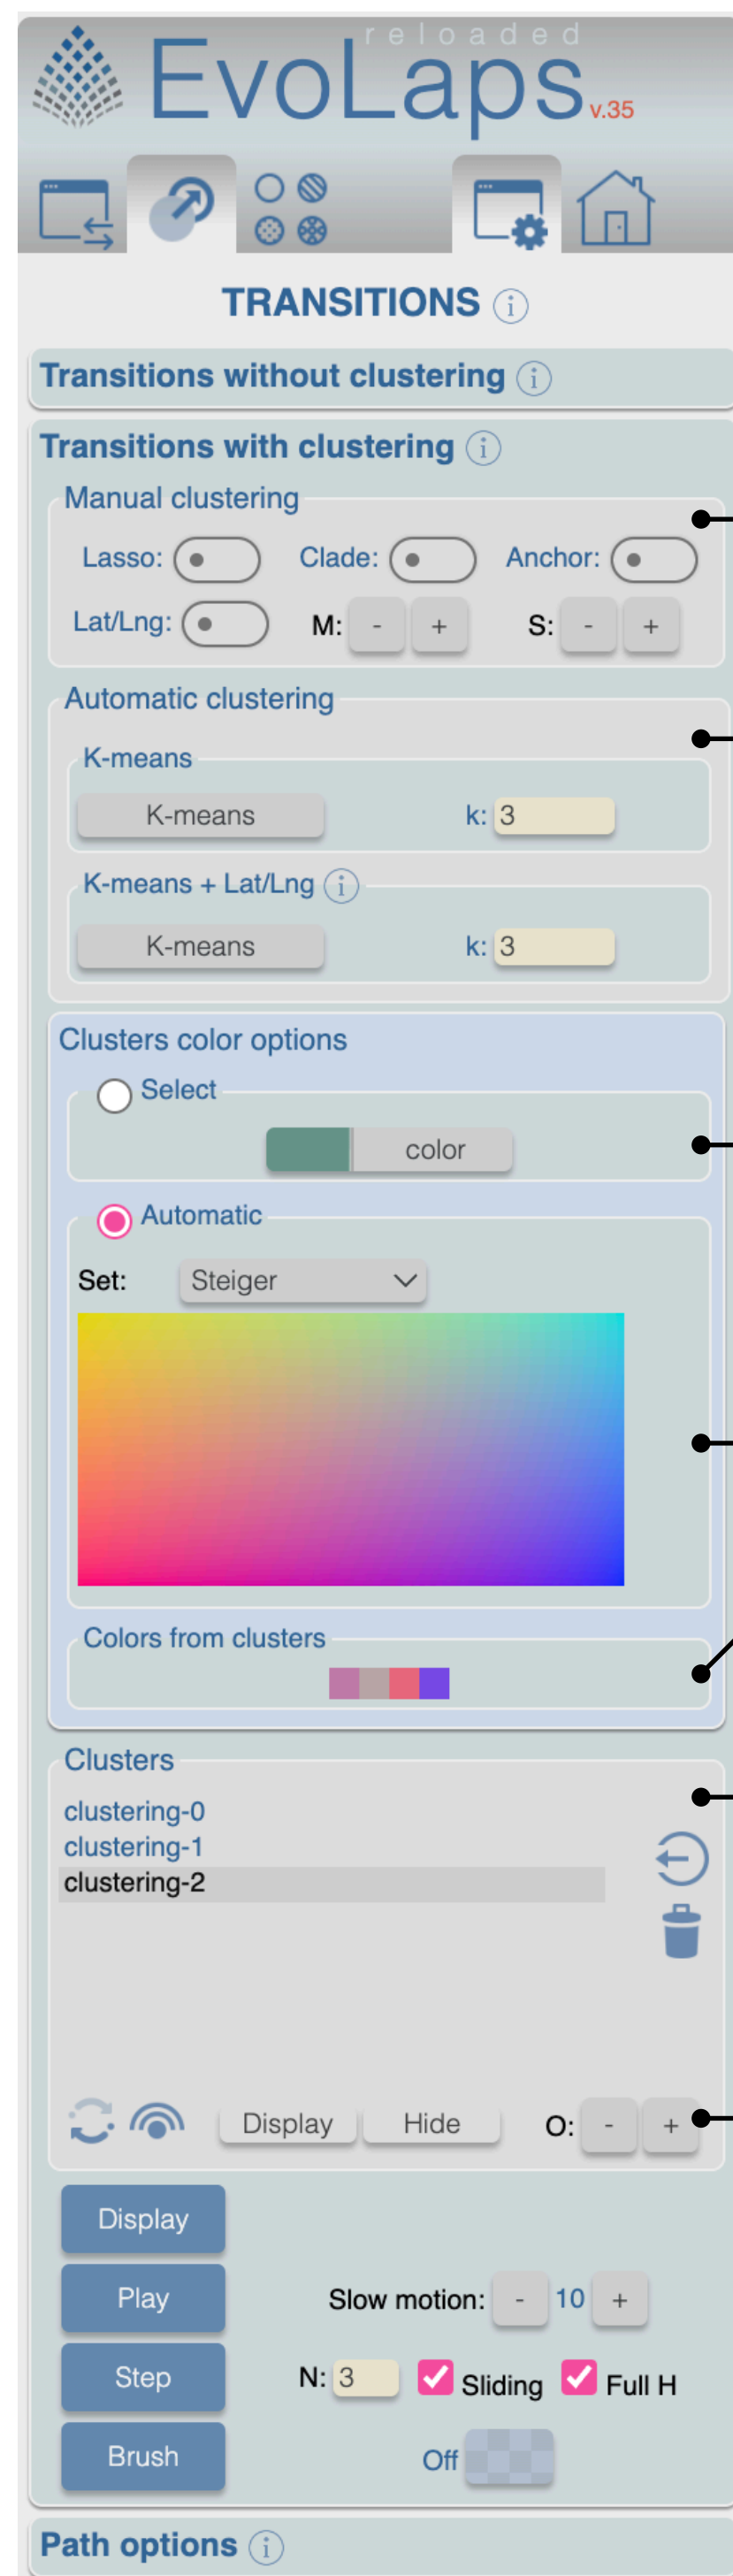 reloaded
EvoLaps v.35
TRANSITIONS i
Transitions without clustering i
Transitions with clustering i
Manual clustering
Lasso: Clade: Anchor:
Lat/Lng: M: - + S: - +
Automatic clustering
K-means
K-means k: 3
K-means + Lat/Lng i
K-means k: 3
Clusters color options
Select
color
Automatic
Set: Steiger
Colors from clusters
Clusters
clustering-0
clustering-1
clustering-2
Display Hide O: - +
Display
Play Slow motion: - 10 +
Step N: 3 Sliding Full H
Brush Off
Path options i